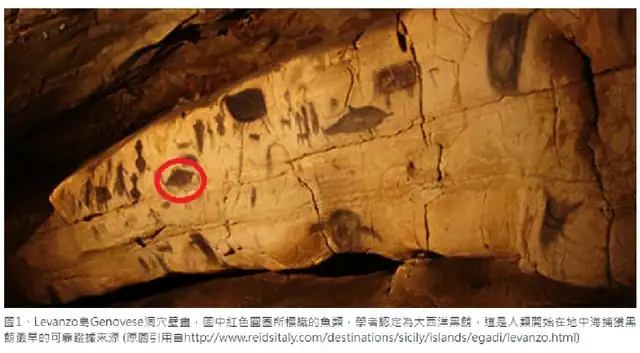 圖1、Levanzo島Genovese洞穴壁畫，圖中紅色圓圈所標識的魚類，學者認定為大西洋黑鮪，這是人類開始在地中海捕獲黑
鮪最早的可靠證據來源 (原圖引用自http://www.reidsitaly.com/destinations/sicily/islands/egadi/levanzo.html)